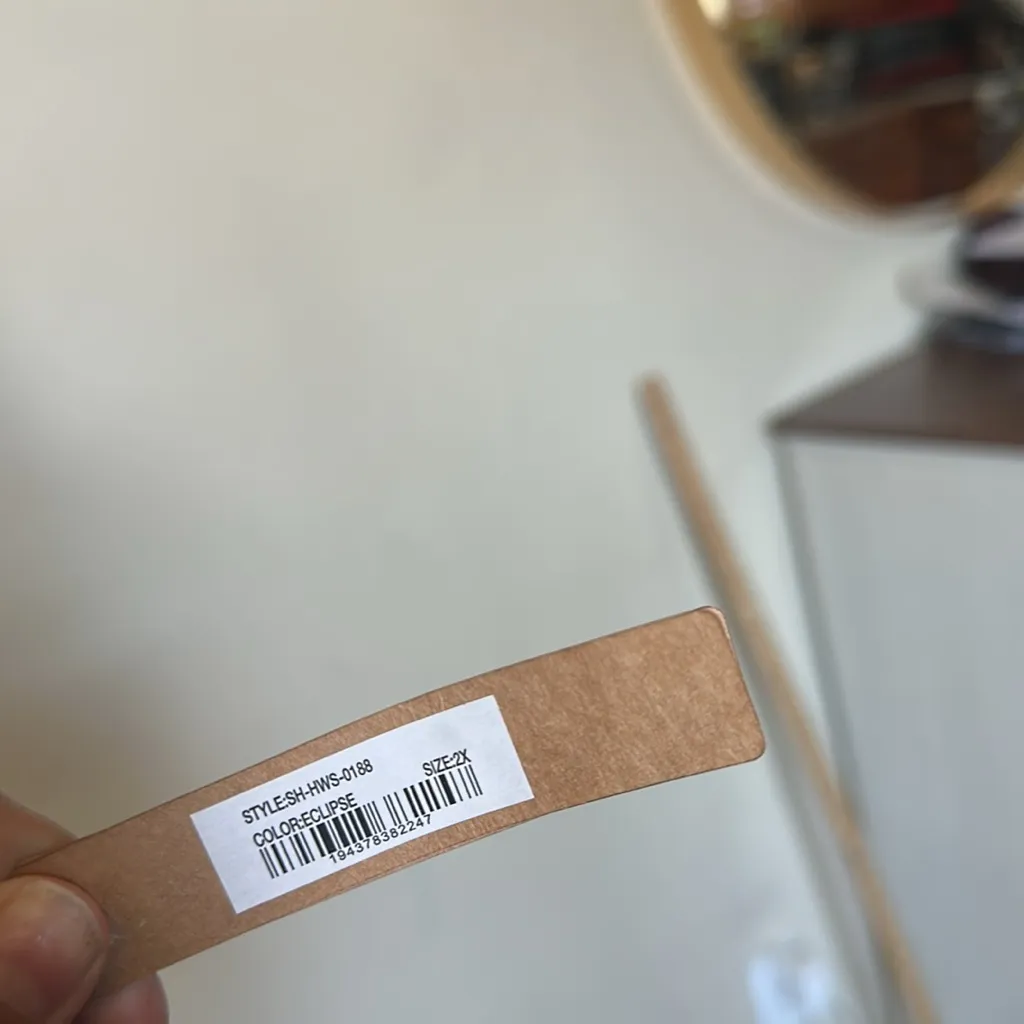 STYLE:SH-HWS-0188
COLOR:ECLIPSE SIZE:2X
194378382247